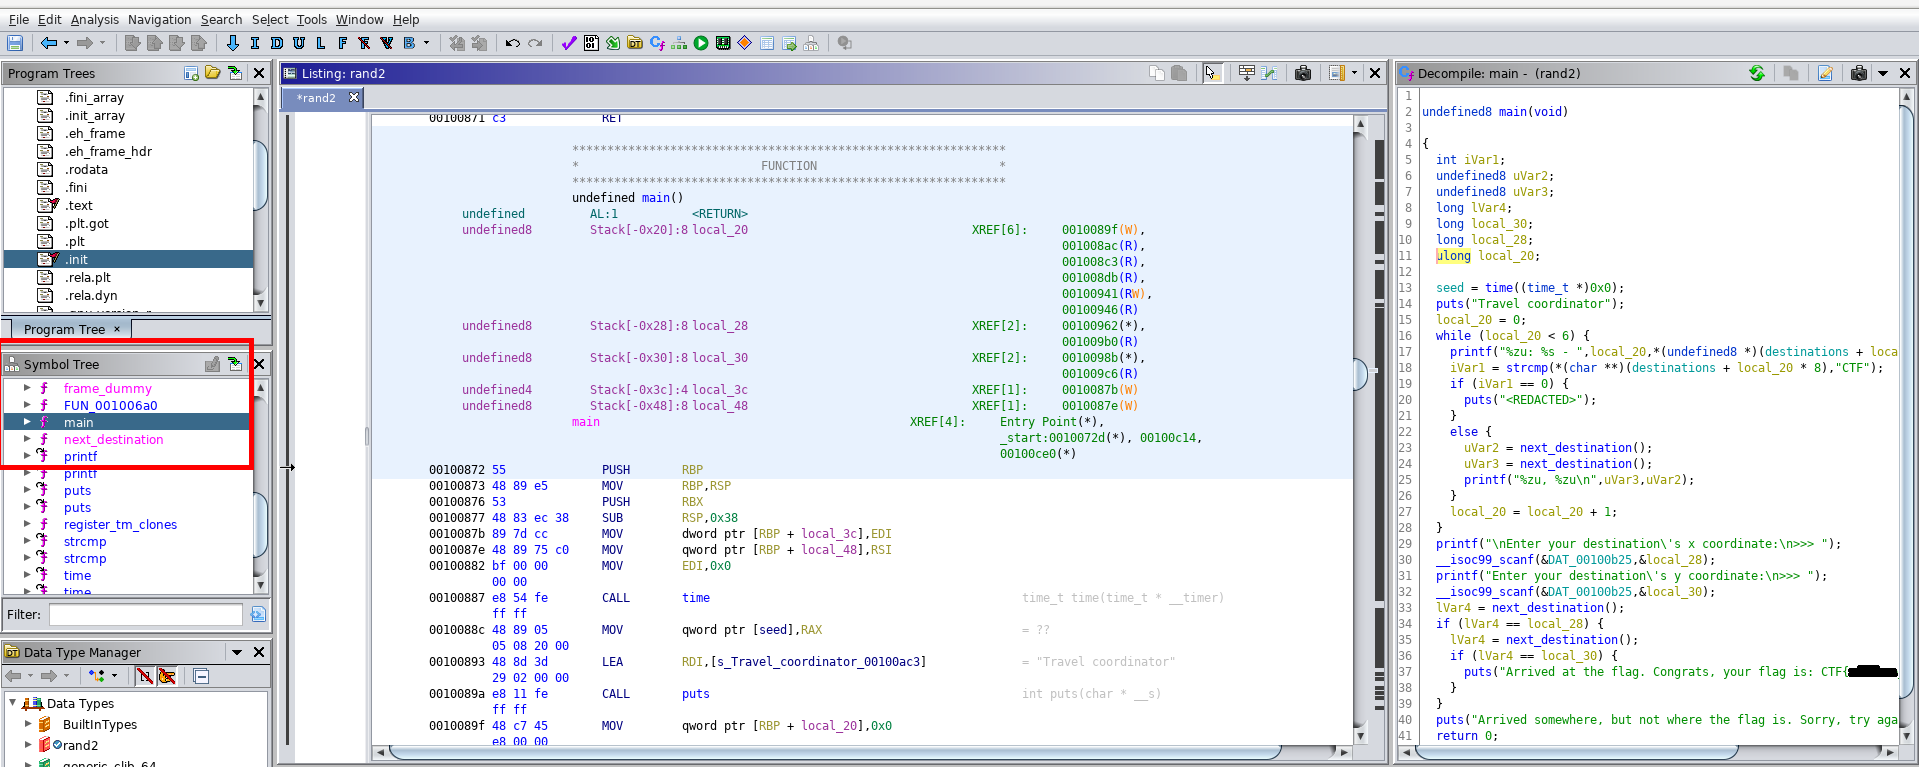 File Edit Analysis Navigation Search Select Tools Window Help
I D U L F B
Program Trees
.fini_array
.init_array
.eh_frame
.eh_frame_hdr
.rodata
.fini
.text
.plt.got
.plt
.init
.rela.plt
.rela.dyn
Program Tree ×
Symbol Tree
frame_dummy
FUN_001006a0
main
next_destination
printf
printf
puts
puts
register_tm_clones
strcmp
strcmp
time
time
Filter:
Data Type Manager
Data Types
BuiltInTypes
rand2
generic_clib_64
Listing: rand2
*rand2
00100871 c3 RET
**************************************************************
* FUNCTION *
**************************************************************
undefined main()
undefined AL:1 <RETURN>
undefined8 Stack[-0x20]:8 local_20 XREF[6]: 0010089f(W),
001008ac(R),
001008c3(R),
001008db(R),
00100941(RW),
00100946(R)
undefined8 Stack[-0x28]:8 local_28 XREF[2]: 00100962(*),
001009b0(R)
undefined8 Stack[-0x30]:8 local_30 XREF[2]: 0010098b(*),
001009c6(R)
undefined4 Stack[-0x3c]:4 local_3c XREF[1]: 0010087b(W)
undefined8 Stack[-0x48]:8 local_48 XREF[1]: 0010087e(W)
main XREF[4]: Entry Point(*),
_start:0010072d(*), 00100c14,
00100ce0(*)
00100872 55 PUSH RBP
00100873 48 89 e5 MOV RBP,RSP
00100876 53 PUSH RBX
00100877 48 83 ec 38 SUB RSP,0x38
0010087b 89 7d cc MOV dword ptr [RBP + local_3c],EDI
0010087e 48 89 75 c0 MOV qword ptr [RBP + local_48],RSI
00100882 bf 00 00 MOV EDI,0x0
00 00
00100887 e8 54 fe CALL time time_t time(time_t * __timer)
ff ff
0010088c 48 89 05 MOV qword ptr [seed],RAX = ??
05 08 20 00
00100893 48 8d 3d LEA RDI,[s_Travel_coordinator_00100ac3] = "Travel coordinator"
29 02 00 00
0010089a e8 11 fe CALL puts int puts(char * __s)
ff ff
0010089f 48 c7 45 MOV qword ptr [RBP + local_20],0x0
e8 00 00
Decompile: main - (rand2)
1
2 undefined8 main(void)
3
4 {
5 int iVar1;
6 undefined8 uVar2;
7 undefined8 uVar3;
8 long lVar4;
9 long local_30;
10 long local_28;
11 ulong local_20;
12
13 seed = time((time_t *)0x0);
14 puts("Travel coordinator");
15 local_20 = 0;
16 while (local_20 < 6) {
17 printf("%zu: %s - ",local_20,*(undefined8 *)(destinations + loca
18 iVar1 = strcmp(*(char **)(destinations + local_20 * 8),"CTF");
19 if (iVar1 == 0) {
20 puts("<REDACTED>");
21 }
22 else {
23 uVar2 = next_destination();
24 uVar3 = next_destination();
25 printf("%zu, %zu\n",uVar3,uVar2);
26 }
27 local_20 = local_20 + 1;
28 }
29 printf("\nEnter your destination\'s x coordinate:\n>>> ");
30 __isoc99_scanf(&DAT_00100b25,&local_28);
31 printf("Enter your destination\'s y coordinate:\n>>> ");
32 __isoc99_scanf(&DAT_00100b25,&local_30);
33 lVar4 = next_destination();
34 if (lVar4 == local_28) {
35 lVar4 = next_destination();
36 if (lVar4 == local_30) {
37 puts("Arrived at the flag. Congrats, your flag is: CTF{
38 }
39 }
40 puts("Arrived somewhere, but not where the flag is. Sorry, try aga
41 return 0;